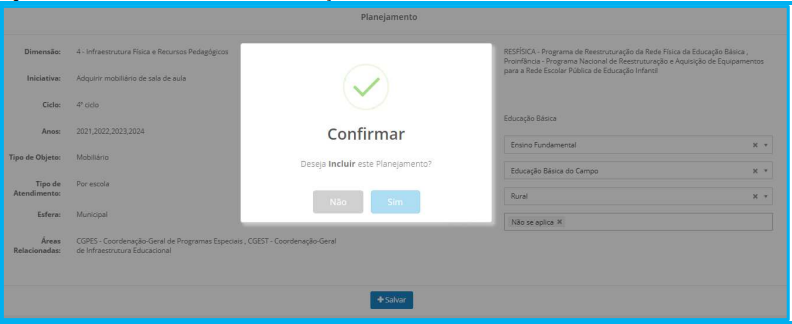 Planejamento
Dimensão: 4 - Infraestrutura Física e Recursos Pedagógicos
Iniciativa: Adquirir mobiliário de sala de aula
Ciclo: 4º ciclo
Anos: 2021,2022,2023,2024
Tipo de Objeto: Mobiliário
Tipo de
Atendimento: Por escola
Esfera: Municipal
Áreas
Relacionadas: CGPES - Coordenação-Geral de Programas Especiais , CGEST - Coordenação-Geral
de Infraestrutura Educacional
Confirmar
Deseja Incluir este Planejamento?
Não Sim
RESFÍSICA - Programa de Reestruturação da Rede Física da Educação Básica ,
Proinfância - Programa Nacional de Reestruturação e Aquisição de Equipamentos
para a Rede Escolar Pública de Educação Infantil
Educação Básica
Ensino Fundamental ×
Educação Básica do Campo ×
Rural ×
Não se aplica ×
+Salvar